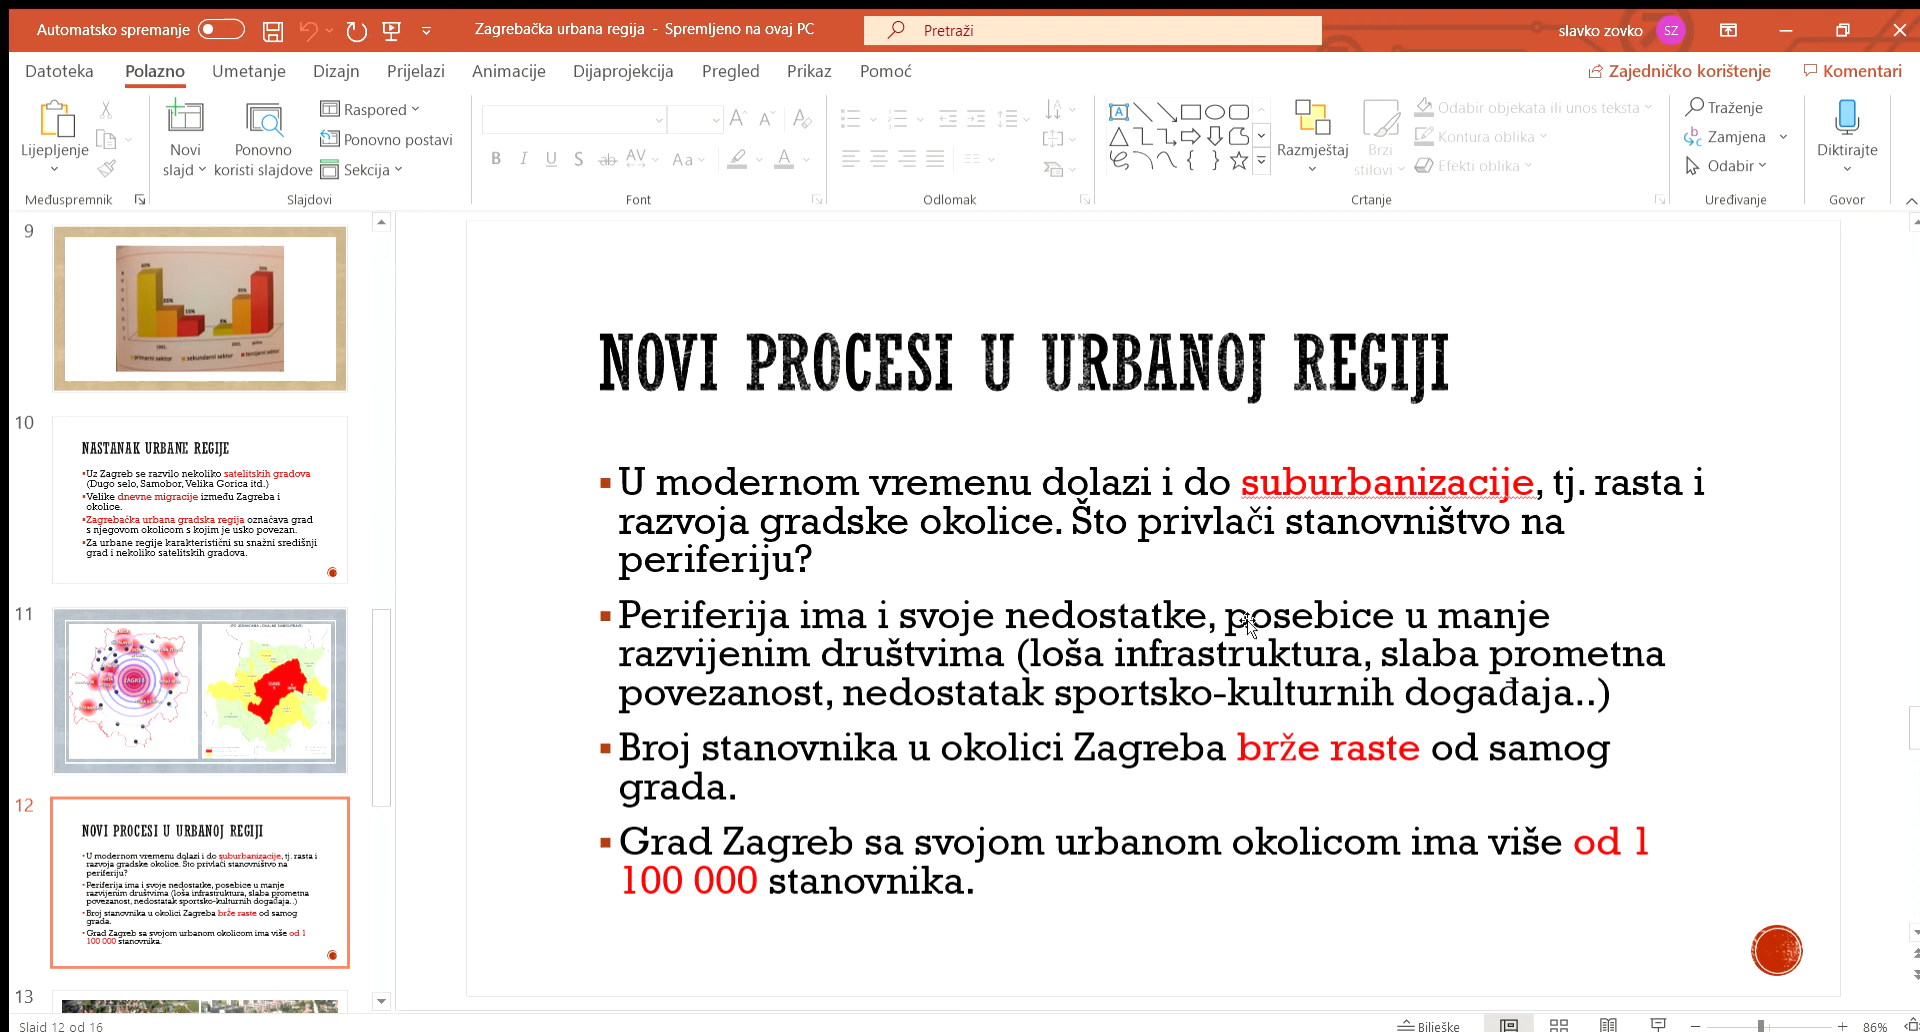 Automatsko spremanje
Zagrebačka urbana regija - Spremljeno na ovaj PC
Pretraži
slavko zovko
SZ
Datoteka
Polazno
Umetanje
Dizajn
Prijelazi
Animacije
Dijaprojekcija
Pregled
Prikaz
Pomoć
Zajedničko korištenje
Komentari
Lijepljenje
Novi slajd
Ponovno koristi slajdove
Raspored
Ponovno postavi
Sekcija
Razmještaj
Brzi stilovi
Odabir objekata ili unos teksta
Kontura oblika
Efekti oblika
Traženje
Zamjena
Odabir
Diktirajte
Međuspremnik
Slajdovi
Font
Odlomak
Crtanje
Uređivanje
Govor
9
10
NASTANAK URBANE REGIJE
Uz Zagreb se razvilo nekoliko satelitskih gradova
(Dugo selo, Samobor, Velika Gorica itd.)
Velike dnevne migracije između Zagreba i
okolice.
Zagrebačka urbana gradska regija označava grad
s njegovom okolicom s kojim je usko povezan.
Za urbane regije karakteristični su snažni središnji
grad i nekoliko satelitskih gradova.
11
ZAGREB
12
NOVI PROCESI U URBANOJ REGIJI
U modernom vremenu dolazi i do suburbanizacije, tj. rasta i
razvoja gradske okolice. Što privlači stanovništvo na
periferiju?
Periferija ima i svoje nedostatke, posebice u manje
razvijenim društvima (loša infrastruktura, slaba prometna
povezanost, nedostatak sportsko-kulturnih događaja..)
Broj stanovnika u okolici Zagreba brže raste od samog
grada.
Grad Zagreb sa svojom urbanom okolicom ima više od 1
100 000 stanovnika.
13
NOVI PROCESI U URBANOJ REGIJI
U modernom vremenu dolazi i do suburbanizacije, tj. rasta i
razvoja gradske okolice. Što privlači stanovništvo na
periferiju?
Periferija ima i svoje nedostatke, posebice u manje
razvijenim društvima (loša infrastruktura, slaba prometna
povezanost, nedostatak sportsko-kulturnih događaja..)
Broj stanovnika u okolici Zagreba brže raste od samog
grada.
Grad Zagreb sa svojom urbanom okolicom ima više od 1
100 000 stanovnika.
Slajd 12 od 16
Bilješke
86%